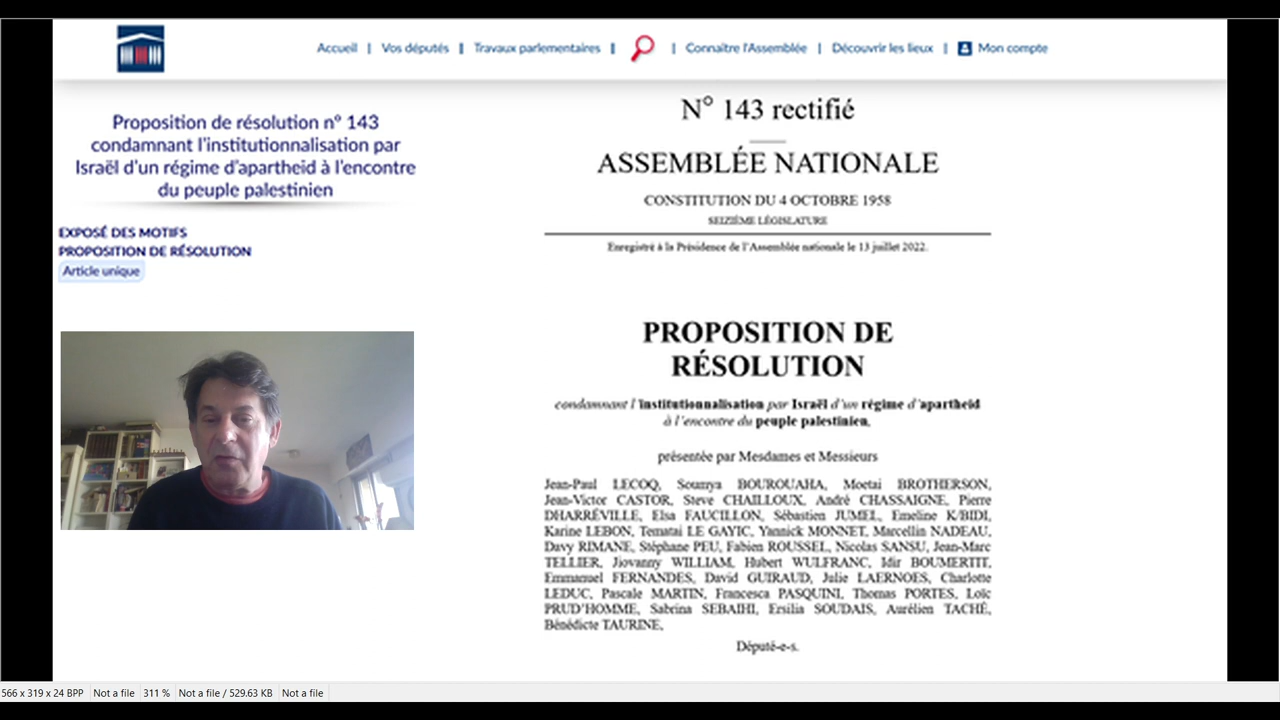 Accueil | Vos députés | Travaux parlementaires | | Connaître l'Assemblée | Découvrir les lieux | Mon compte
Proposition de résolution n° 143
condamnant l'institutionnalisation par
Israël d'un régime d'apartheid à l'encontre
du peuple palestinien
EXPOSÉ DES MOTIFS
PROPOSITION DE RÉSOLUTION
Article unique
N° 143 rectifié
ASSEMBLÉE NATIONALE
CONSTITUTION DU 4 OCTOBRE 1958
SEIZIÈME LÉGISLATURE
Enregistré à la Présidence de l'Assemblée nationale le 13 juillet 2022.
PROPOSITION DE
RÉSOLUTION
condamnant l'institutionnalisation par Israël d'un régime d'apartheid
à l'encontre du peuple palestinien,
présentée par Mesdames et Messieurs
Jean-Paul LECOQ, Soumya BOUROUAHA, Moetai BROTHERSON,
Jean-Victor CASTOR, Steve CHAILLOUX, André CHASSAIGNE, Pierre
DHARRÉVILLE, Elsa FAUCILLON, Sébastien JUMEL, Emeline K/BIDI,
Karine LEBON, Tematai LE GAYIC, Yannick MONNET, Marcellin NADEAU,
Davy RIMANE, Stéphane PEU, Fabien ROUSSEL, Nicolas SANSU, Jean-Marc
TELLIER, Jiovanny WILLIAM, Hubert WULFRANC, Idir BOUMERTIT,
Emmanuel FERNANDES, David GUIRAUD, Julie LAERNOES, Charlotte
LEDUC, Pascale MARTIN, Francesca PASQUINI, Thomas PORTES, Loïc
PRUD'HOMME, Sabrina SEBAIHI, Ersilia SOUDAIS, Aurélien TACHÉ,
Bénédicte TAURINE,
Député-e-s.
566 x 319 x 24 BPP | Not a file | 311 % | Not a file / 529.63 KB | Not a file